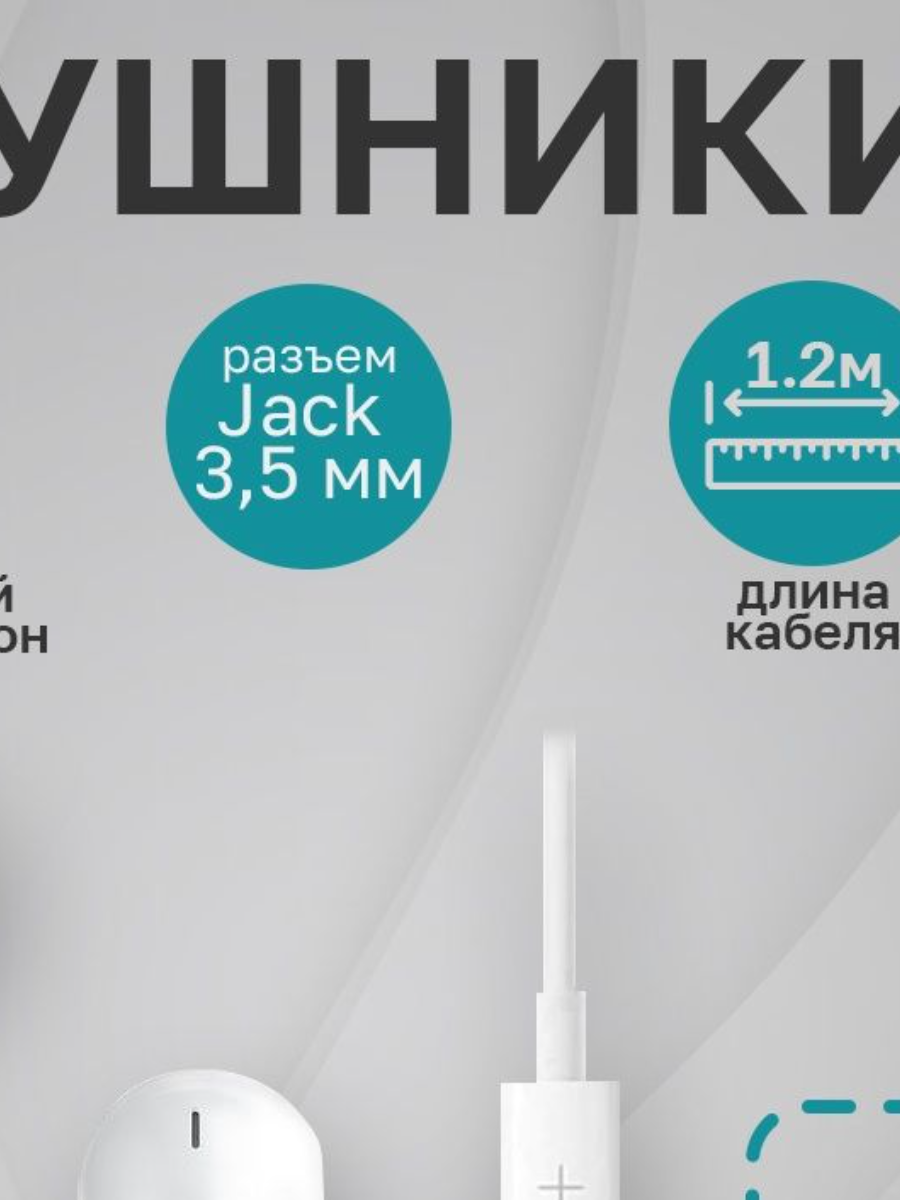 УШНИКИ
разъем
Jack
3,5 мм
1.2м
й
он
длина
кабеля
+